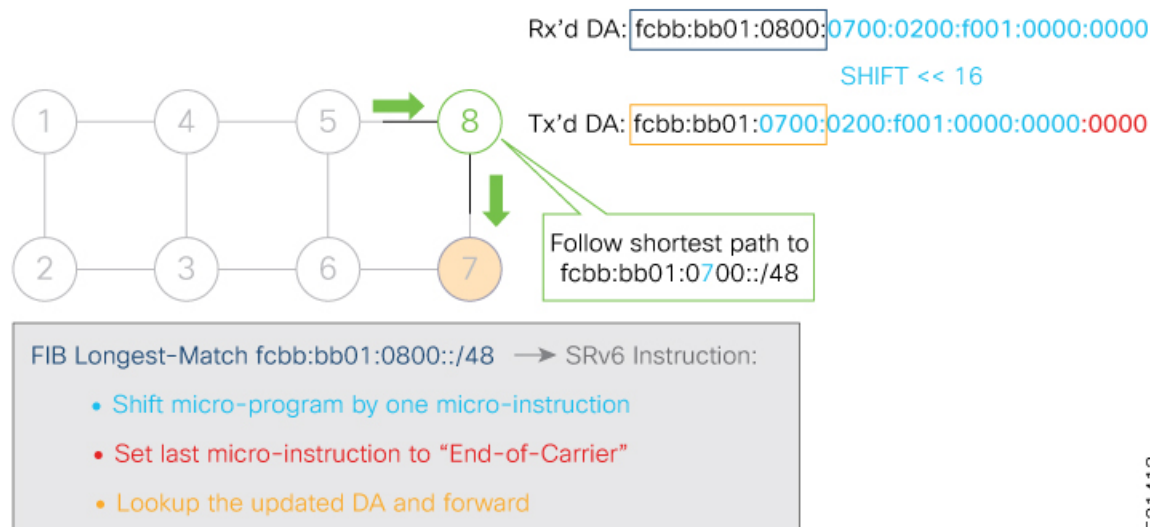 Rx'd DA: fcbb:bb01:0800:0700:0200:f001:0000:0000
SHIFT << 16
Tx'd DA: fcbb:bb01:0700:0200:f001:0000:0000:0000
1
4
5
8
2
3
6
7
Follow shortest path to
fcbb:bb01:0700::/48
FIB Longest-Match fcbb:bb01:0800::/48 → SRv6 Instruction:
• Shift micro-program by one micro-instruction
• Set last micro-instruction to “End-of-Carrier”
• Lookup the updated DA and forward